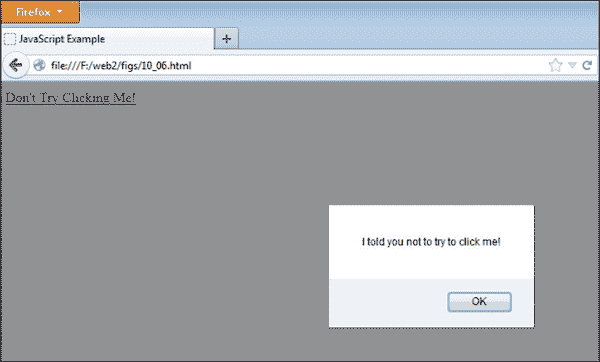 Firefox
JavaScript Example
file:///F:/web2/figs/10_06.html
Don't Try Clicking Me!
I told you not to try to click me!
OK